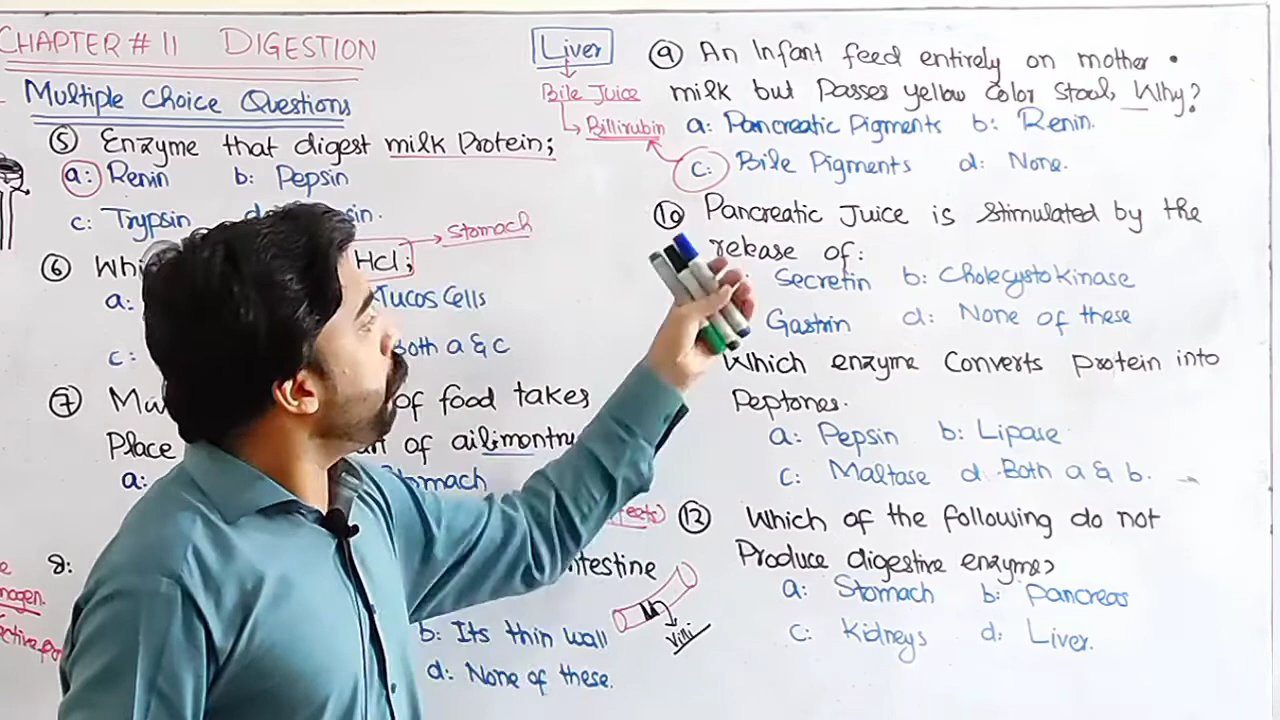 CHAPTER # 11 DIGESTION
Multiple Choice Questions
5 Enzyme that digest milk Protein;
a: Renin b: Pepsin
c: Trypsin
6 HCl; → Stomach
a: Cells
c: Both a & c
7 of food takes
Place of ailimontry
a:
8:
b: Its thin wall
d: None of these.
Villi
Liver
Bile Juice
Billirubin
9 An Infant feed entirely on mother
milk but Passes yellow color stool, Why?
a: Pancreatic Pigments b: Renin.
c: Bile Pigments d: None.
10 Pancreatic Juice is stimulated by the
release of:
Secretin b: Cholecystokinase
Gastrin d: None of these
Which enzyme Converts Protein into
Peptones.
a: Pepsin b: Lipase
c: Maltase d: Both a & b.
12 Which of the following do not
Produce digestive enzymes
a: Stomach b: Pancreas
c: Kidneys d: Liver.